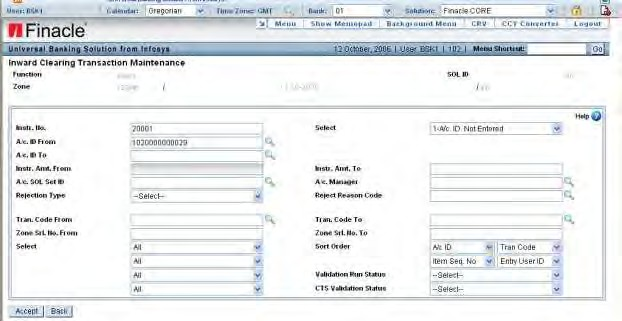 User: BSK1 Calendar: Gregorian Time Zone: GMT Bank: 01 Solution: Finacle CORE
Menu Show Memopad Background Menu CRV CCY Converter Logout
Finacle
Universal Banking Solution from Infosys 12 October, 2006 | User BSK1 | 102 | Menu Shortcut: Go
Inward Clearing Transaction Maintenance
Function SOL ID
Zone / /
Help
Instr. No. 20001 Select 1-A/c. ID Not Entered
A/c. ID From 1020000000029
A/c. ID To
Instr. Amt. From Instr. Amt. To
A/c. SOL Set ID A/c. Manager
Rejection Type --Select-- Reject Reason Code
Tran. Code From Tran. Code To
Zone Srl. No. From Zone Srl. No. To
Select All Sort Order A/c ID Tran Code
All Item Seq. No Entry User ID
All Validation Run Status --Select--
All CTS Validation Status --Select--
Accept Back